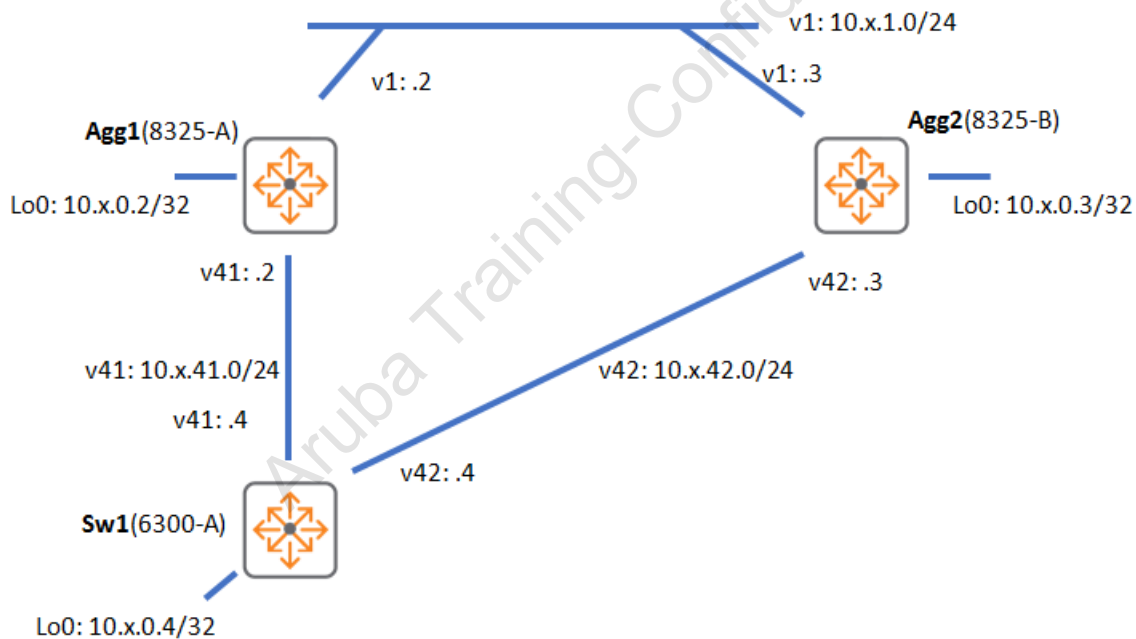 v1: 10.x.1.0/24
v1: .2
v1: .3
Agg1(8325-A)
Agg2(8325-B)
Lo0: 10.x.0.2/32
Lo0: 10.x.0.3/32
v41: .2
v42: .3
v41: 10.x.41.0/24
v42: 10.x.42.0/24
v41: .4
v42: .4
Sw1(6300-A)
Lo0: 10.x.0.4/32
Aruba Training-Confid